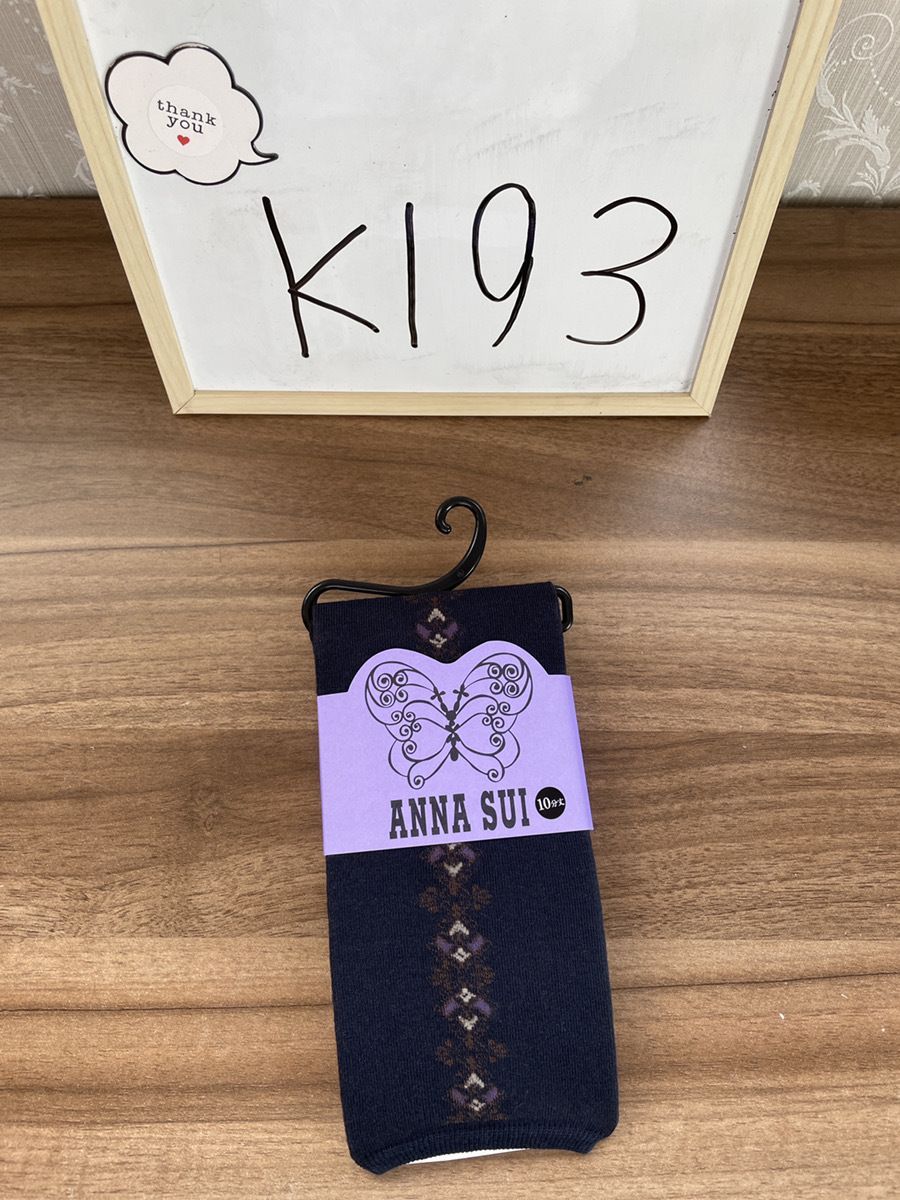 thank
you
K193
ANNA SUI
10分丈